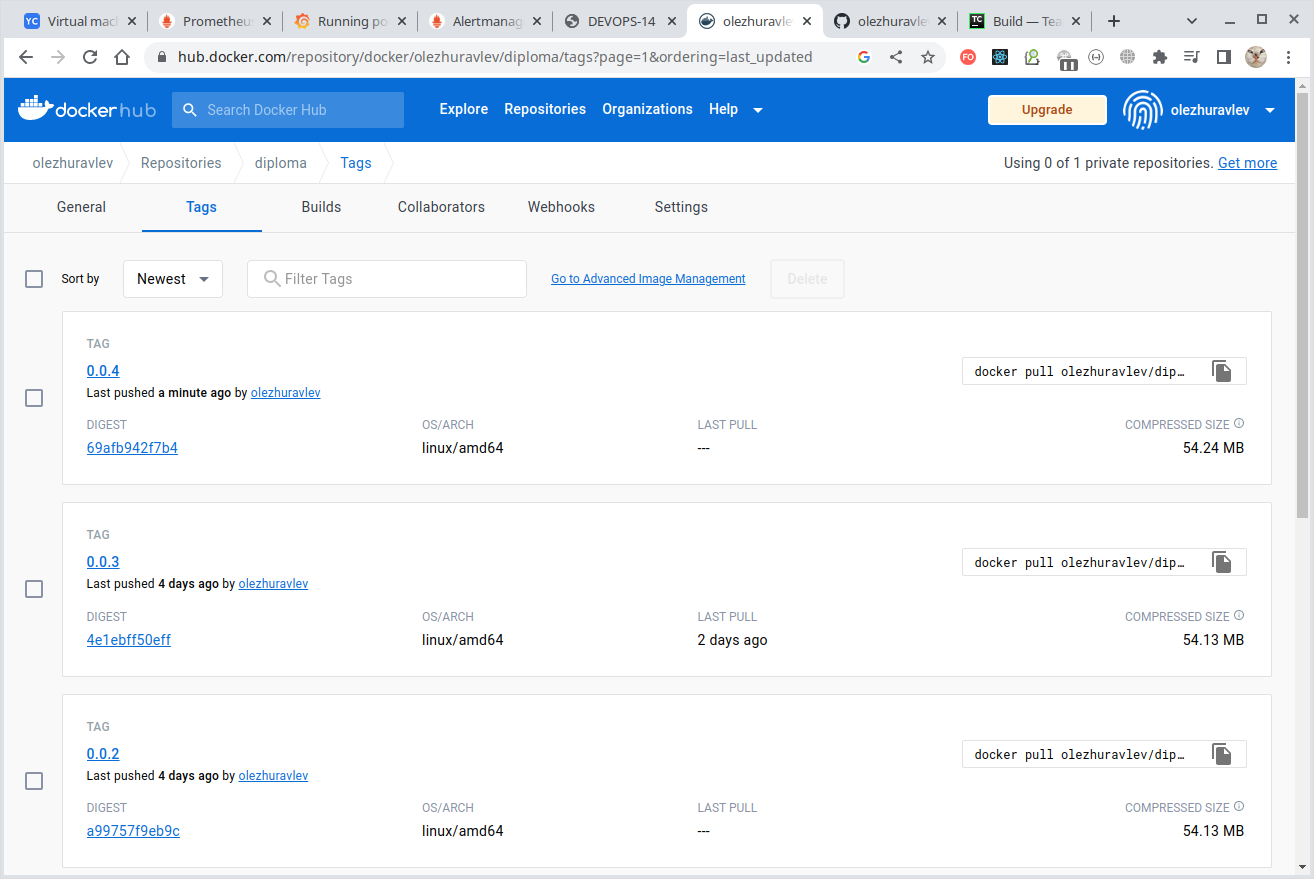 YC Virtual mac
Prometheus
Running po
Alertmanag
DEVOPS-14
olezhuravle
olezhuravle
TC Build — Tea
hub.docker.com/repository/docker/olezhuravlev/diploma/tags?page=1&ordering=last_updated
FO
dockerhub
Search Docker Hub
Explore Repositories Organizations Help
Upgrade
olezhuravlev
olezhuravlev Repositories diploma Tags
Using 0 of 1 private repositories. Get more
General Tags Builds Collaborators Webhooks Settings
Sort by Newest Filter Tags Go to Advanced Image Management Delete
TAG
0.0.4
docker pull olezhuravlev/dip…
Last pushed a minute ago by olezhuravlev
DIGEST OS/ARCH LAST PULL COMPRESSED SIZE
69afb942f7b4 linux/amd64 --- 54.24 MB
TAG
0.0.3
docker pull olezhuravlev/dip…
Last pushed 4 days ago by olezhuravlev
DIGEST OS/ARCH LAST PULL COMPRESSED SIZE
4e1ebff50eff linux/amd64 2 days ago 54.13 MB
TAG
0.0.2
docker pull olezhuravlev/dip…
Last pushed 4 days ago by olezhuravlev
DIGEST OS/ARCH LAST PULL COMPRESSED SIZE
a99757f9eb9c linux/amd64 --- 54.13 MB